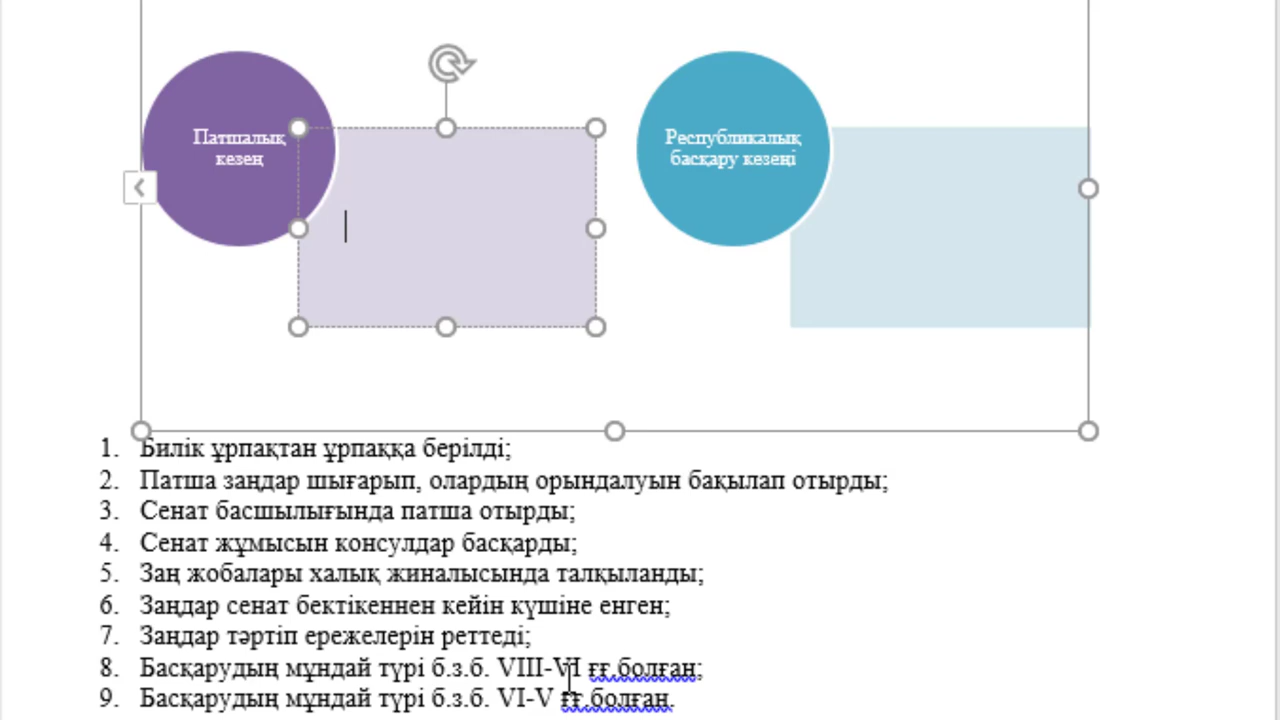 Патшалық
кезең
Республикалық
басқару кезеңі
1. Билік ұрпақтан ұрпаққа берілді;
2. Патша заңдар шығарып, олардың орындалуын бақылап отырды;
3. Сенат басшылығында патша отырды;
4. Сенат жұмысын консулдар басқарды;
5. Заң жобалары халық жиналысында талқыланды;
6. Заңдар сенат бектікеннен кейін күшіне енген;
7. Заңдар тәртіп ережелерін реттеді;
8. Басқарудың мұндай түрі б.з.б. VIII-VI ғғ.болған;
9. Басқарудың мұндай түрі б.з.б. VI-V ғғ.болған.